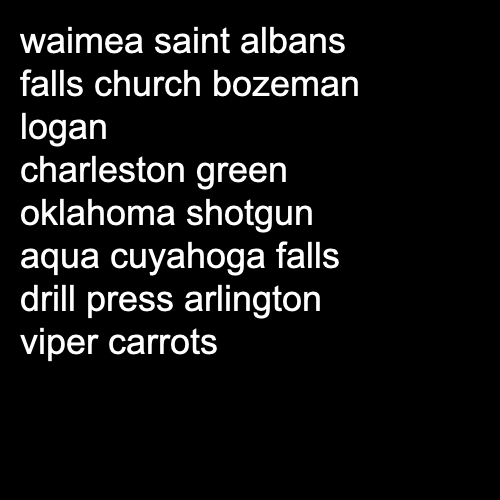 waimea saint albans
falls church bozeman
logan
charleston green
oklahoma shotgun
aqua cuyahoga falls
drill press arlington
viper carrots